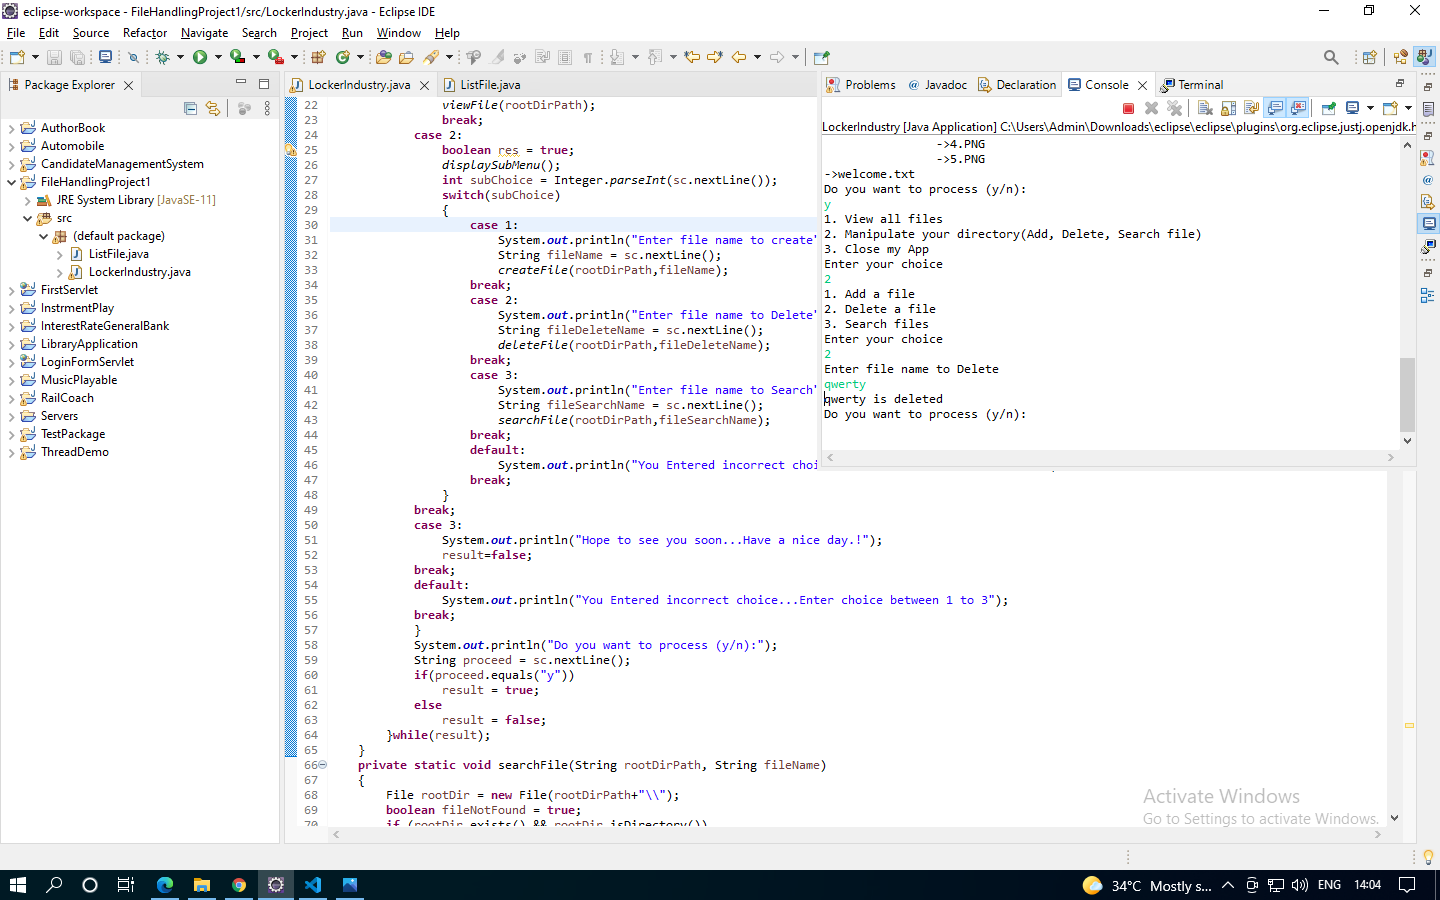 eclipse-workspace - FileHandlingProject1/src/LockerIndustry.java - Eclipse IDE
File Edit Source Refactor Navigate Search Project Run Window Help
Package Explorer
AuthorBook
Automobile
CandidateManagementSystem
FileHandlingProject1
JRE System Library [JavaSE-11]
src
(default package)
ListFile.java
LockerIndustry.java
FirstServlet
InstrmentPlay
InterestRateGeneralBank
LibraryApplication
LoginFormServlet
MusicPlayable
RailCoach
Servers
TestPackage
ThreadDemo
LockerIndustry.java ListFile.java
22 viewFile(rootDirPath);
23 break;
24 case 2:
25 boolean res = true;
26 displaySubMenu();
27 int subChoice = Integer.parseInt(sc.nextLine());
28 switch(subChoice)
29 {
30 case 1:
31 System.out.println("Enter file name to create"
32 String fileName = sc.nextLine();
33 createFile(rootDirPath,fileName);
34 break;
35 case 2:
36 System.out.println("Enter file name to Delete"
37 String fileDeleteName = sc.nextLine();
38 deleteFile(rootDirPath,fileDeleteName);
39 break;
40 case 3:
41 System.out.println("Enter file name to Search"
42 String fileSearchName = sc.nextLine();
43 searchFile(rootDirPath,fileSearchName);
44 break;
45 default:
46 System.out.println("You Entered incorrect choi
47 break;
48 }
49 break;
50 case 3:
51 System.out.println("Hope to see you soon...Have a nice day.!");
52 result=false;
53 break;
54 default:
55 System.out.println("You Entered incorrect choice...Enter choice between 1 to 3");
56 break;
57 }
58 System.out.println("Do you want to process (y/n):");
59 String proceed = sc.nextLine();
60 if(proceed.equals("y"))
61 result = true;
62 else
63 result = false;
64 }while(result);
65 }
66 private static void searchFile(String rootDirPath, String fileName)
67 {
68 File rootDir = new File(rootDirPath+"\\");
69 boolean fileNotFound = true;
70 if (rootDir.exists() && rootDir.isDirectory())
Problems @ Javadoc Declaration Console Terminal
LockerIndustry [Java Application] C:\Users\Admin\Downloads\eclipse\eclipse\plugins\org.eclipse.justj.openjdk.h
->4.PNG
->5.PNG
->welcome.txt
Do you want to process (y/n):
y
1. View all files
2. Manipulate your directory(Add, Delete, Search file)
3. Close my App
Enter your choice
2
1. Add a file
2. Delete a file
3. Search files
Enter your choice
2
Enter file name to Delete
qwerty
qwerty is deleted
Do you want to process (y/n):
Activate Windows
Go to Settings to activate Windows.
34°C Mostly s... ENG 14:04